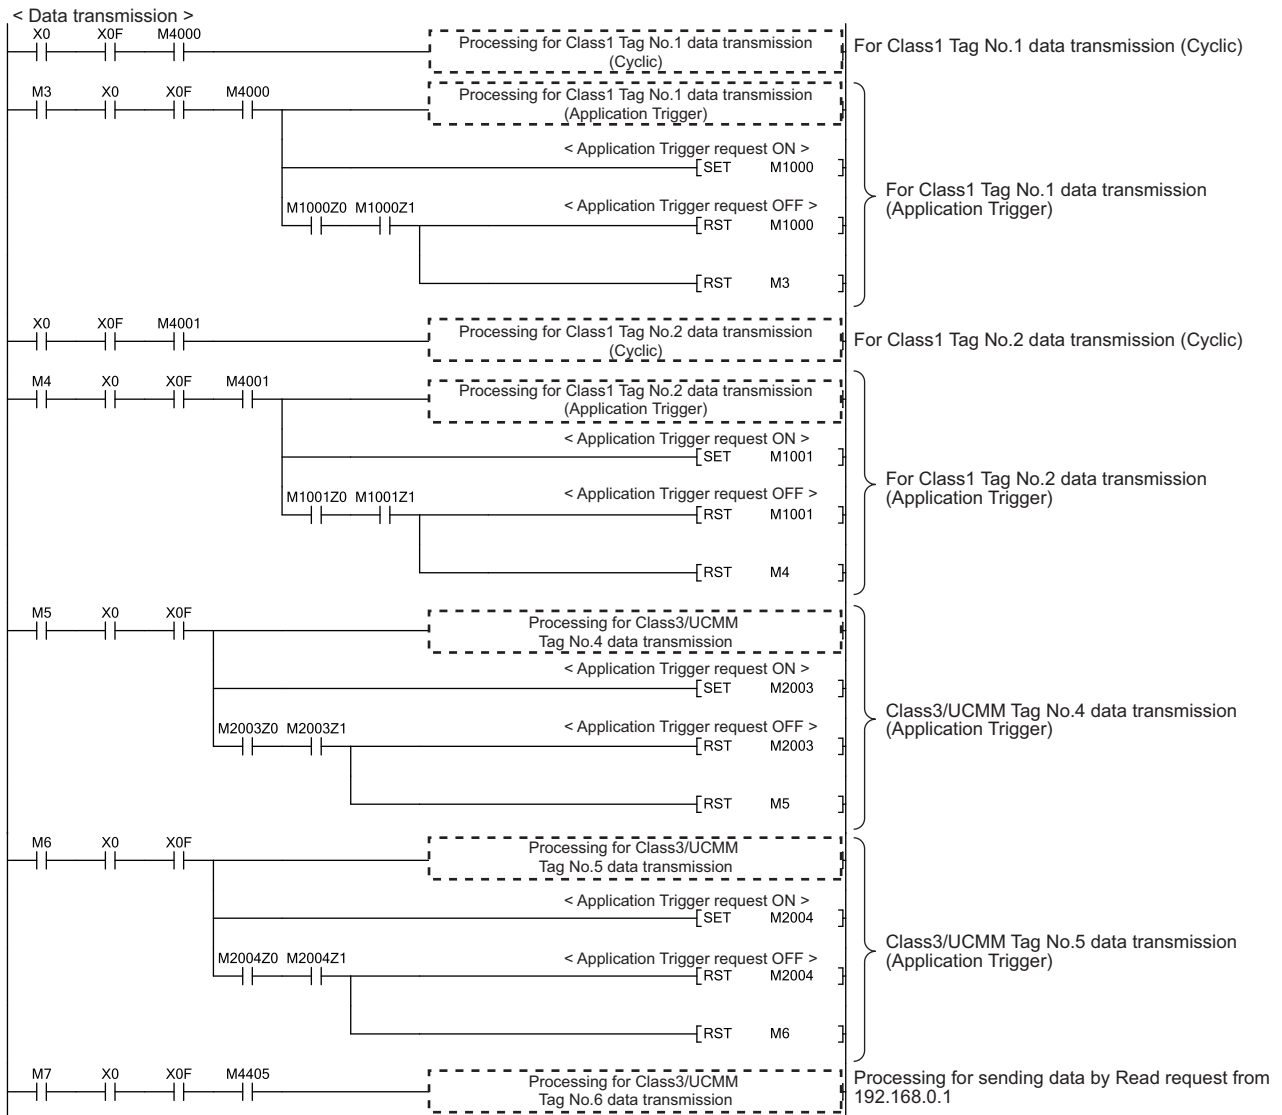 < Data transmission >
X0 X0F M4000
Processing for Class1 Tag No.1 data transmission
(Cyclic)
For Class1 Tag No.1 data transmission (Cyclic)
M3 X0 X0F M4000
Processing for Class1 Tag No.1 data transmission
(Application Trigger)
< Application Trigger request ON >
SET M1000
For Class1 Tag No.1 data transmission
(Application Trigger)
M1000Z0 M1000Z1
< Application Trigger request OFF >
RST M1000
RST M3
X0 X0F M4001
Processing for Class1 Tag No.2 data transmission
(Cyclic)
For Class1 Tag No.2 data transmission (Cyclic)
M4 X0 X0F M4001
Processing for Class1 Tag No.2 data transmission
(Application Trigger)
< Application Trigger request ON >
SET M1001
For Class1 Tag No.2 data transmission
(Application Trigger)
M1001Z0 M1001Z1
< Application Trigger request OFF >
RST M1001
RST M4
M5 X0 X0F
Processing for Class3/UCMM
Tag No.4 data transmission
< Application Trigger request ON >
SET M2003
Class3/UCMM Tag No.4 data transmission
(Application Trigger)
M2003Z0 M2003Z1
< Application Trigger request OFF >
RST M2003
RST M5
M6 X0 X0F
Processing for Class3/UCMM
Tag No.5 data transmission
< Application Trigger request ON >
SET M2004
Class3/UCMM Tag No.5 data transmission
(Application Trigger)
M2004Z0 M2004Z1
< Application Trigger request OFF >
RST M2004
RST M6
M7 X0 X0F M4405
Processing for Class3/UCMM
Tag No.6 data transmission
Processing for sending data by Read request from
192.168.0.1